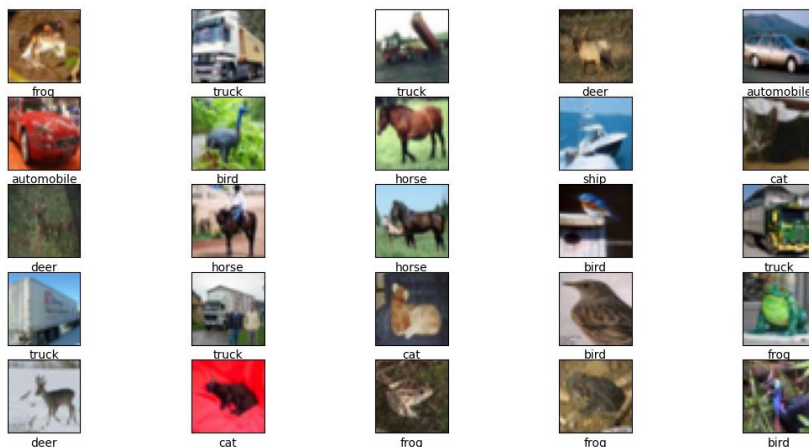 frog truck truck deer automobile
automobile bird horse ship cat
deer horse horse bird truck
truck truck cat bird frog
deer cat frog frog bird